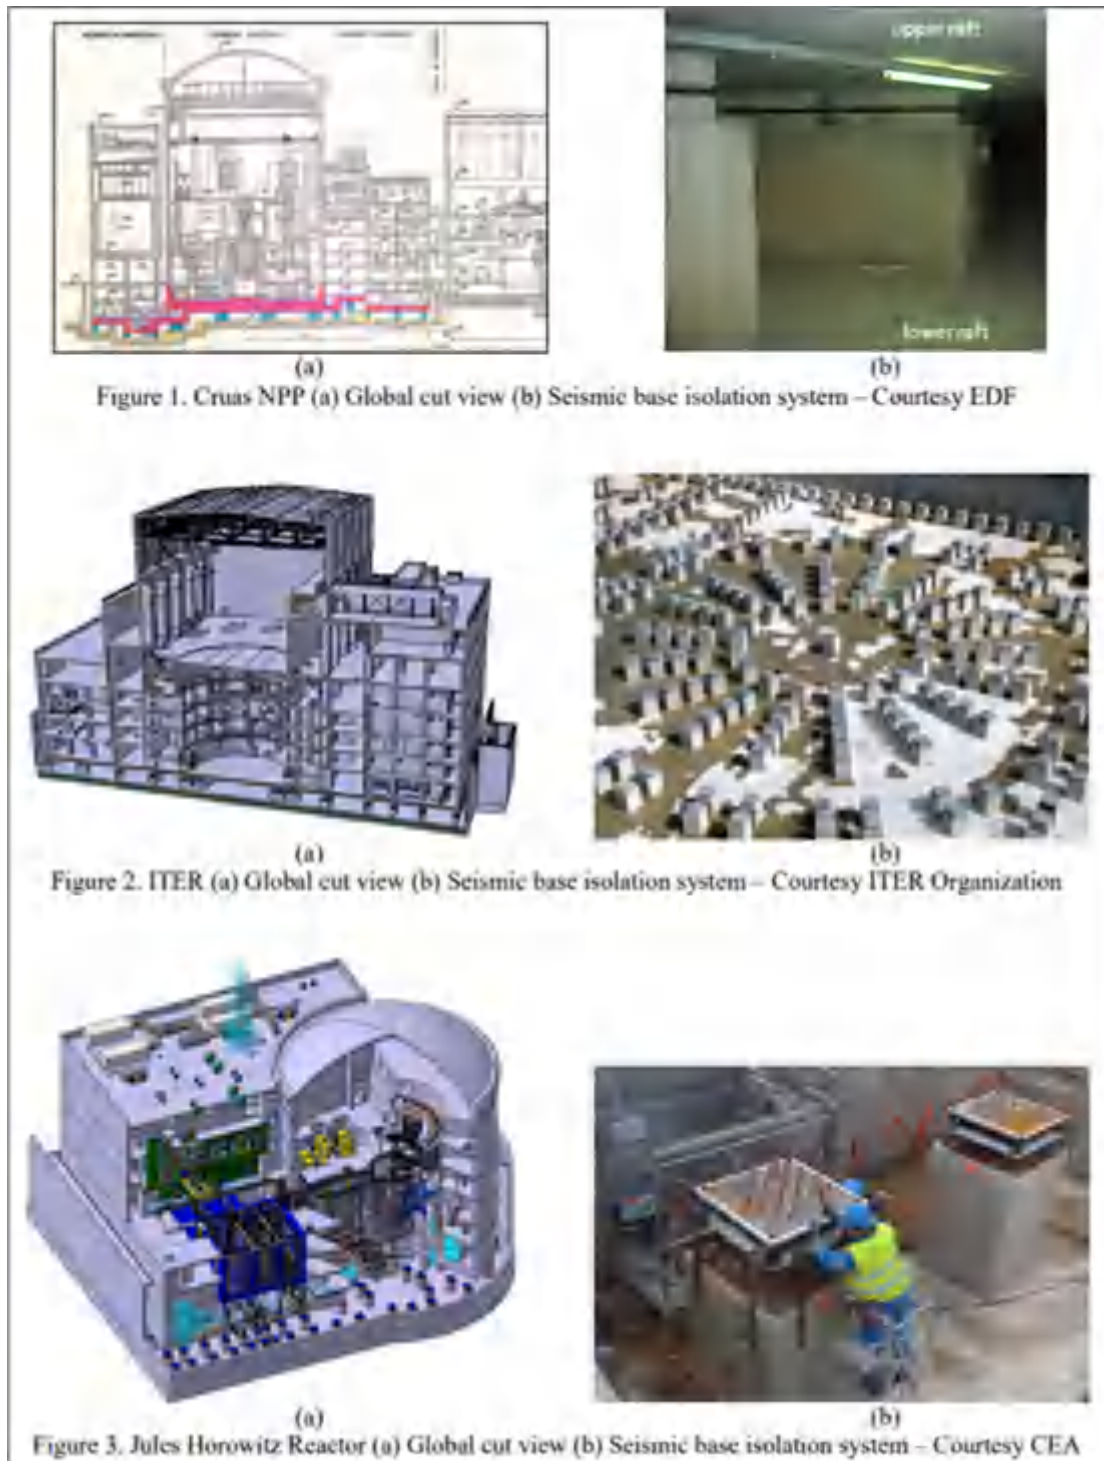 upper raft
lower raft
(a)
(b)
Figure 1. Cruas NPP (a) Global cut view (b) Seismic base isolation system – Courtesy EDF
(a)
(b)
Figure 2. ITER (a) Global cut view (b) Seismic base isolation system – Courtesy ITER Organization
(a)
(b)
Figure 3. Jules Horowitz Reactor (a) Global cut view (b) Seismic base isolation system – Courtesy CEA